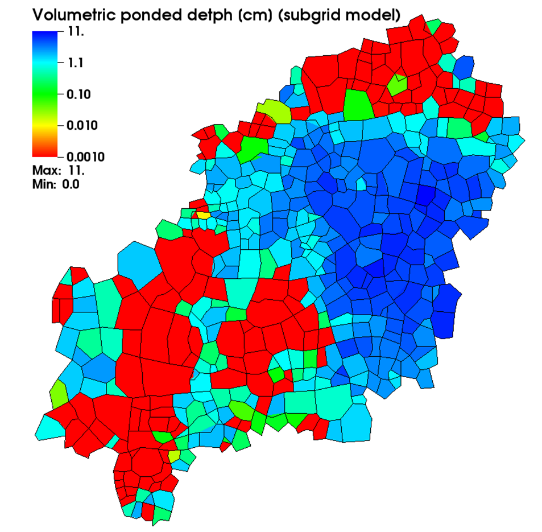 Volumetric ponded detph (cm) (subgrid model)
11.
1.1
0.10
0.010
0.0010
Max: 11.
Min: 0.0